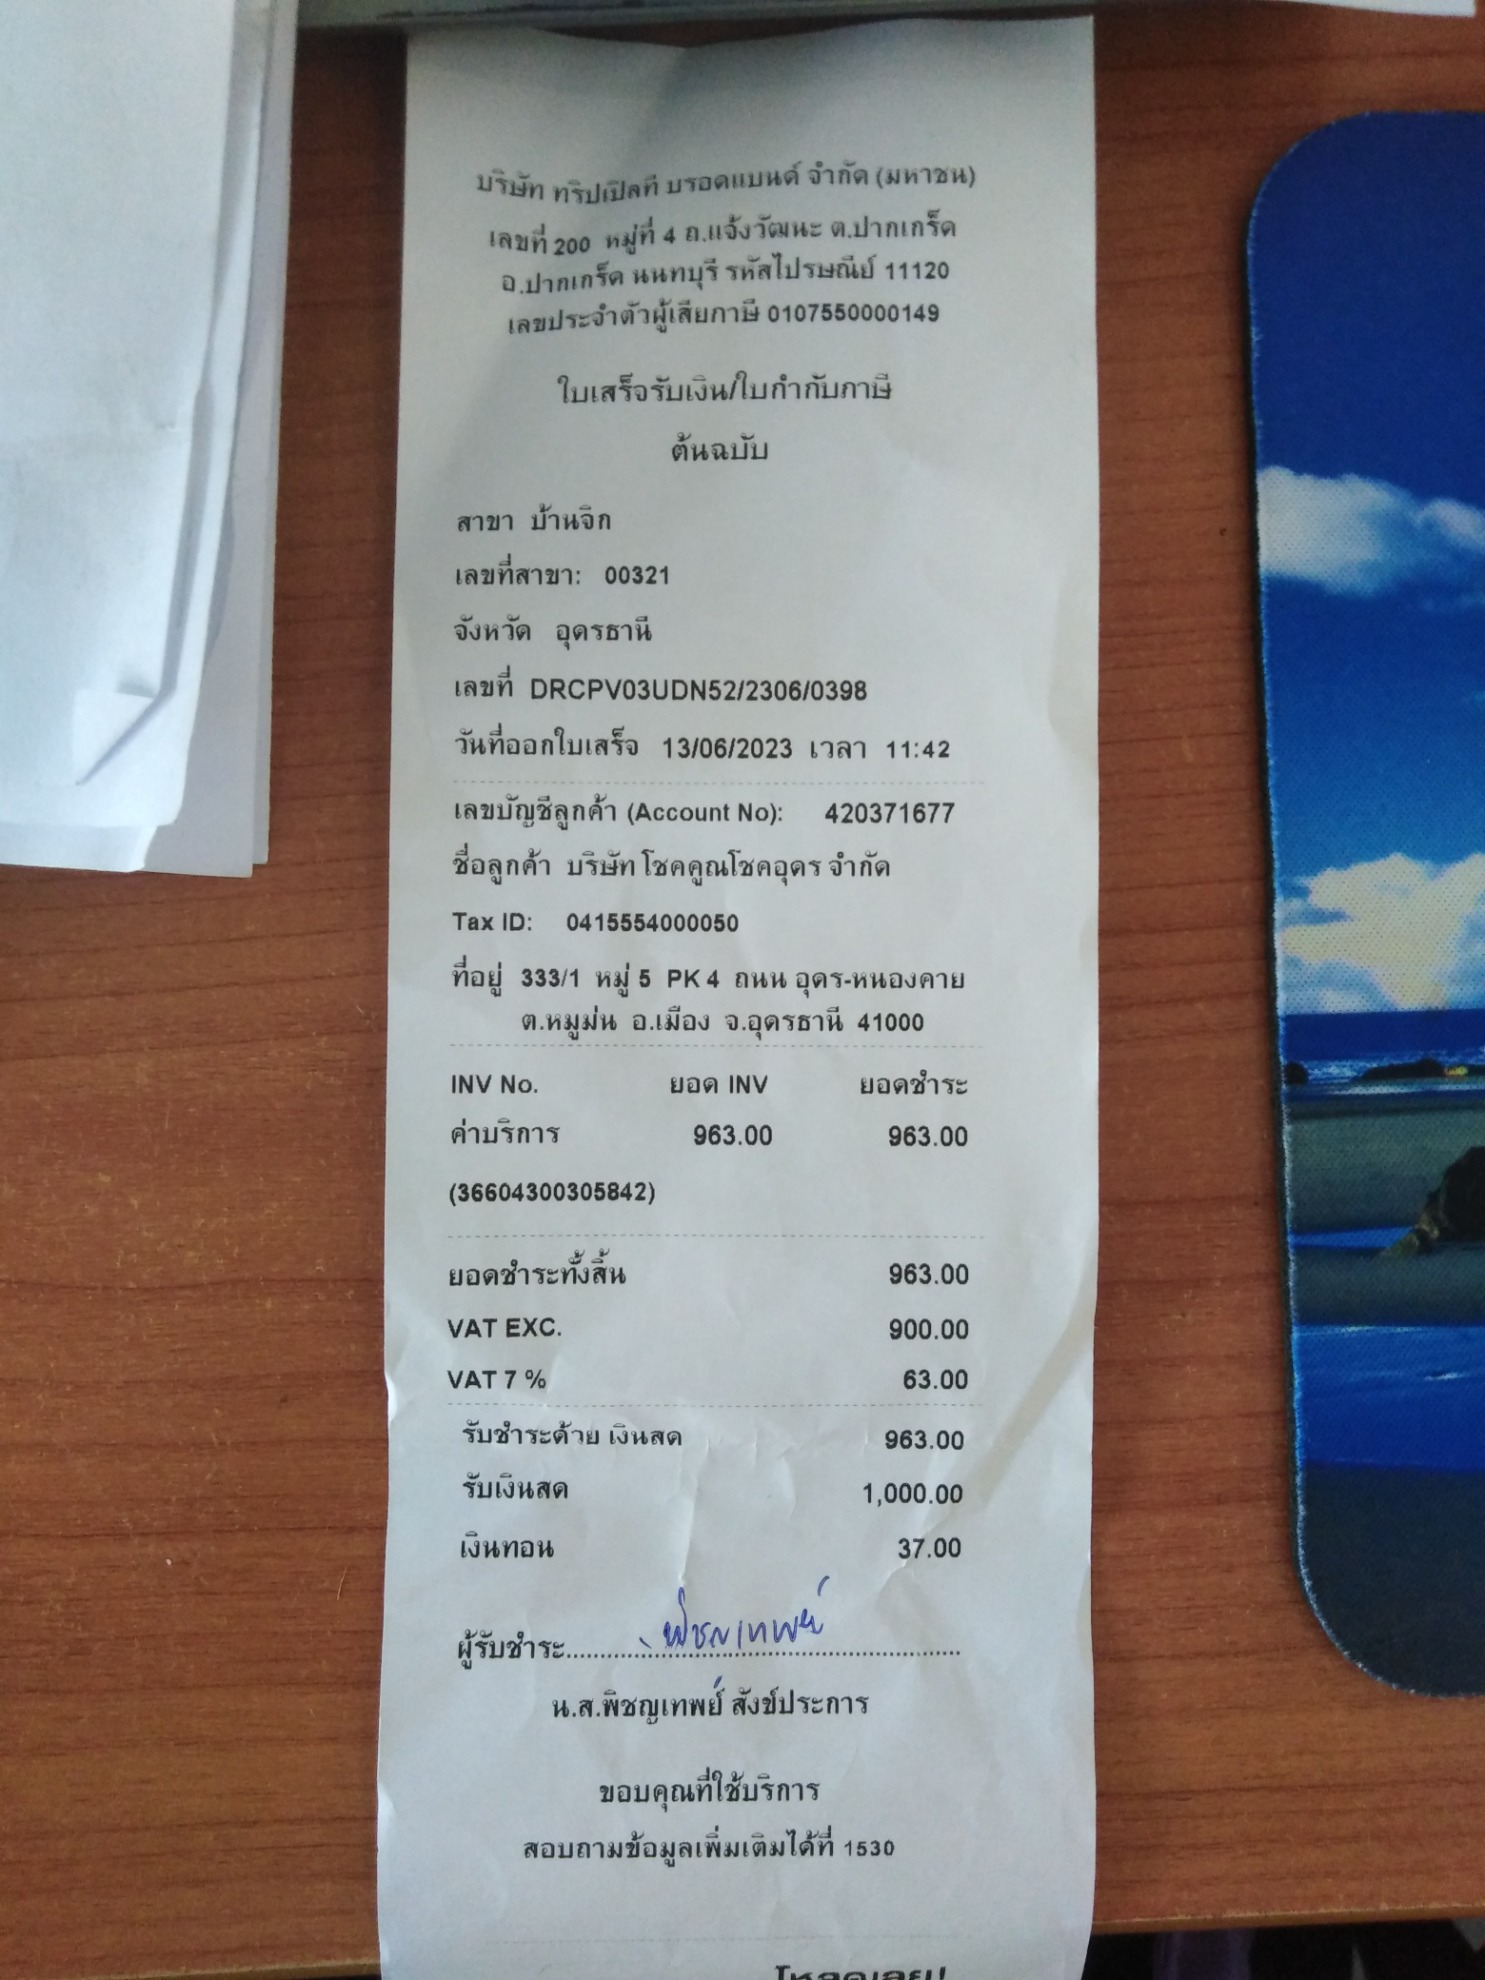 บริษัท ทริปเปิลที บรอดแบนด์ จำกัด (มหาชน)
เลขที่ 200 หมู่ที่ 4 ถ.แจ้งวัฒนะ ต.ปากเกร็ด
อ.ปากเกร็ด นนทบุรี รหัสไปรษณีย์ 11120
เลขประจำตัวผู้เสียภาษี 0107550000149
ใบเสร็จรับเงิน/ใบกำกับภาษี
ต้นฉบับ
สาขา บ้านจิก
เลขที่สาขา: 00321
จังหวัด อุดรธานี
เลขที่ DRCPV03UDN52/2306/0398
วันที่ออกใบเสร็จ 13/06/2023 เวลา 11:42
เลขบัญชีลูกค้า (Account No): 420371677
ชื่อลูกค้า บริษัท โชคคูณโชคอุดร จำกัด
Tax ID: 0415554000050
ที่อยู่ 333/1 หมู่ 5 PK 4 ถนน อุดร-หนองคาย
ต.หมูม่น อ.เมือง จ.อุดรธานี 41000
INV No. ยอด INV ยอดชำระ
ค่าบริการ 963.00 963.00
(36604300305842)
ยอดชำระทั้งสิ้น 963.00
VAT EXC. 900.00
VAT 7 % 63.00
รับชำระด้วย เงินสด 963.00
รับเงินสด 1,000.00
เงินทอน 37.00
ผู้รับชำระ.....พิชญเทพย์.....
น.ส.พิชญเทพย์ สังข์ประการ
ขอบคุณที่ใช้บริการ
สอบถามข้อมูลเพิ่มเติมได้ที่ 1530
โหลดเลย!